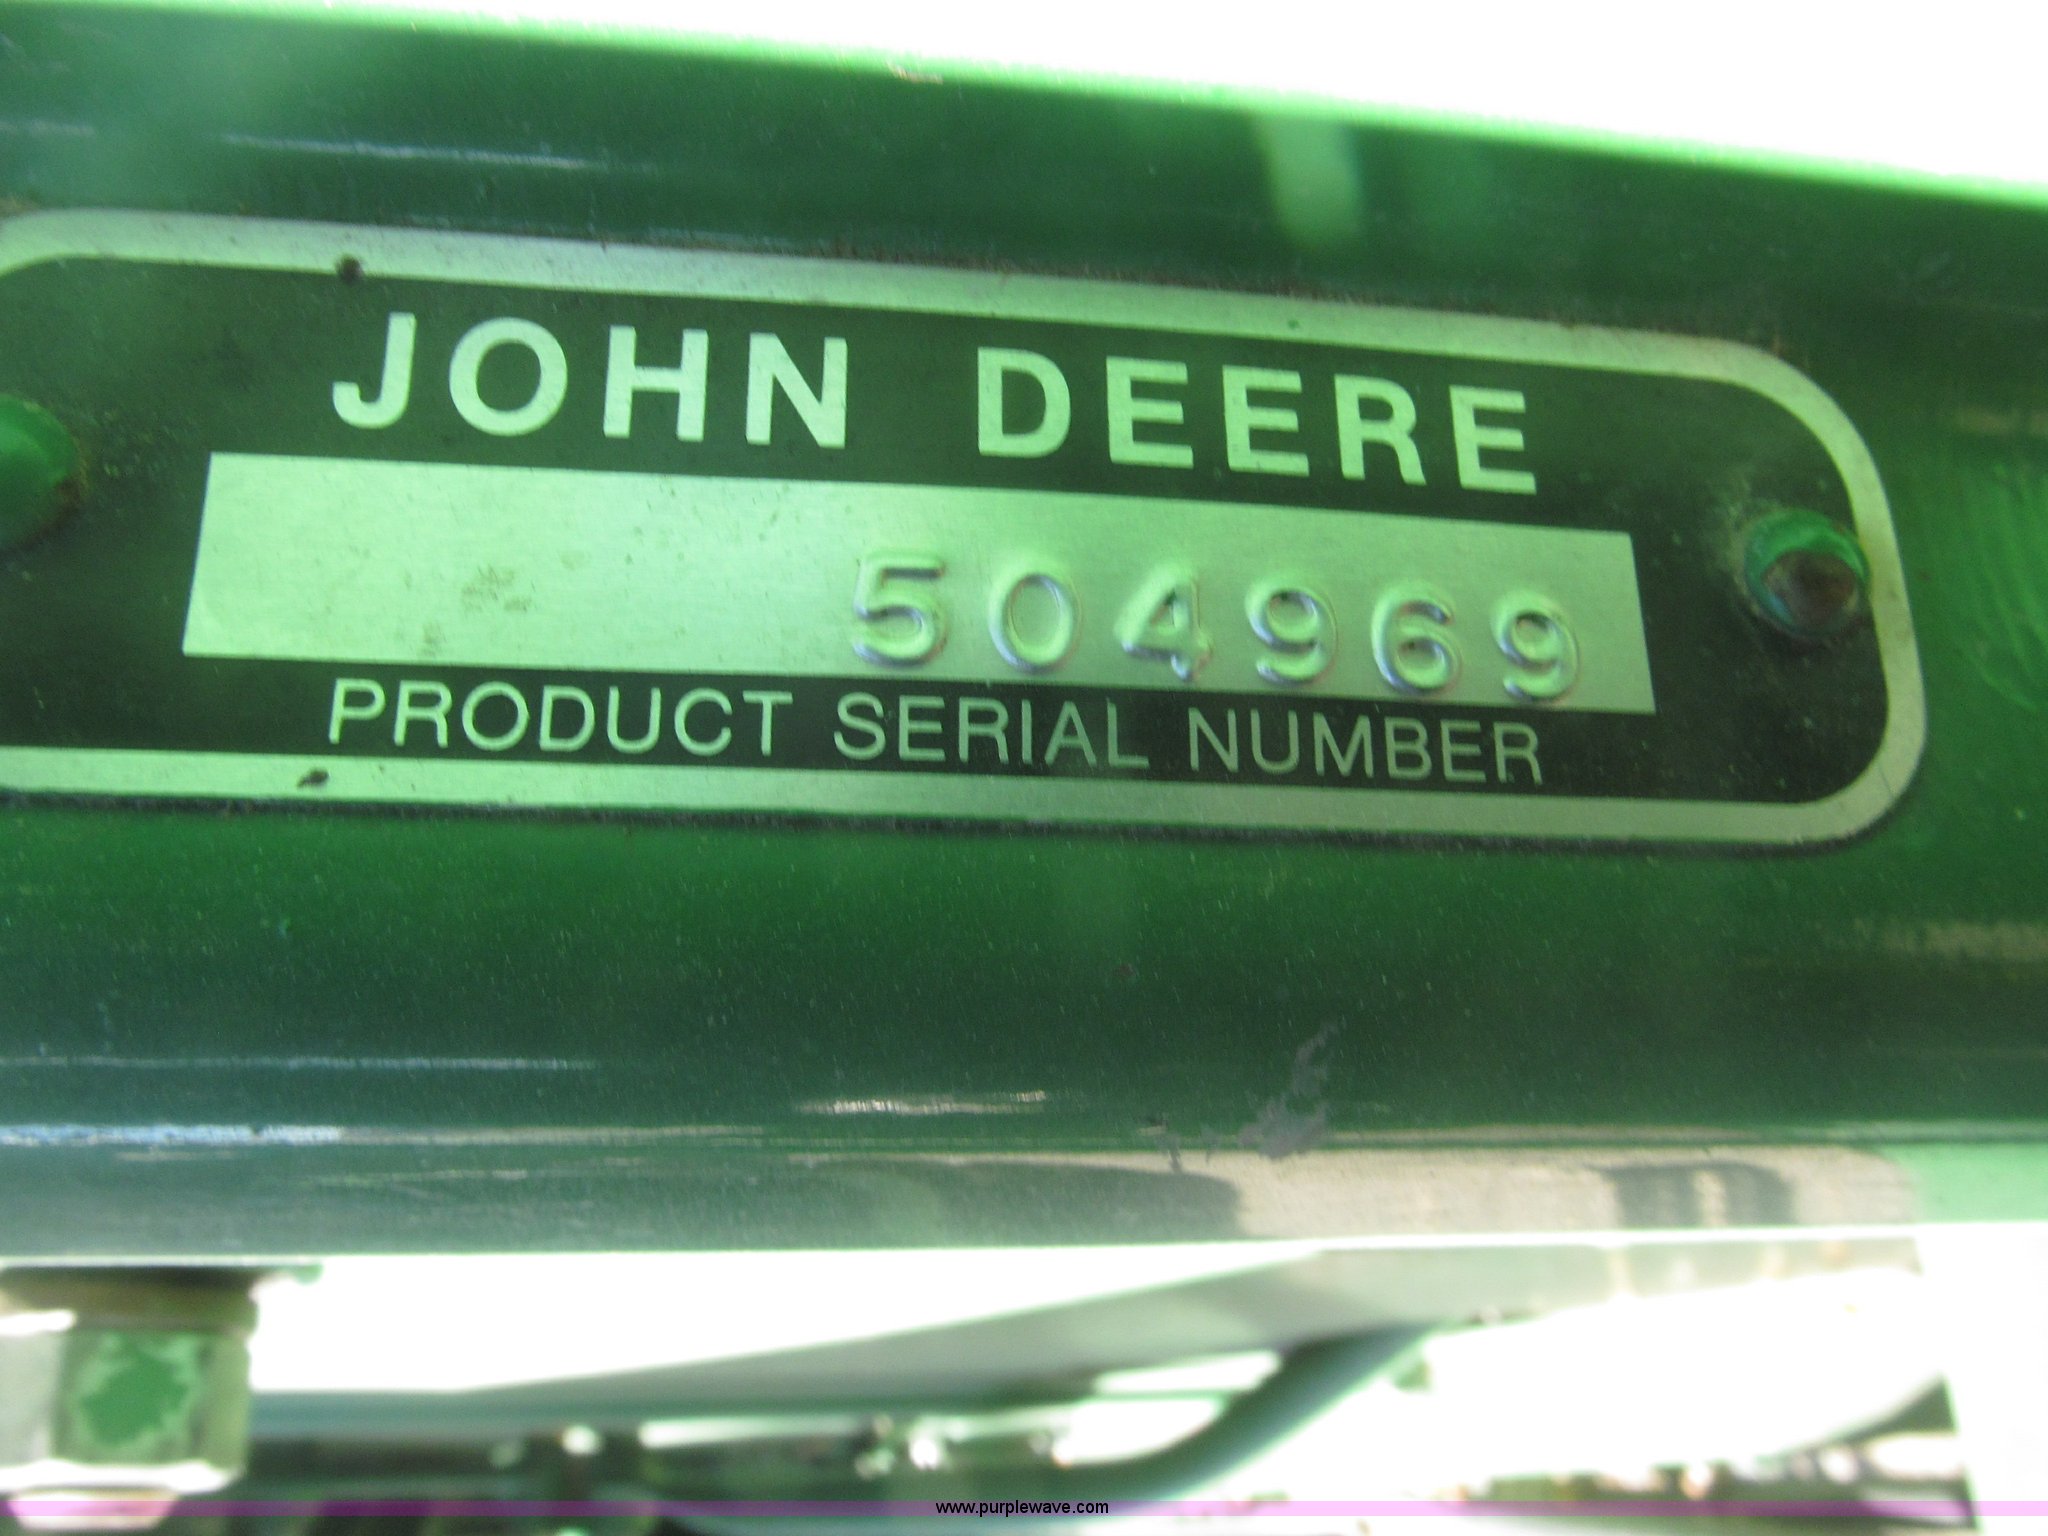 JOHN DEERE
504969
PRODUCT SERIAL NUMBER
www.purplewave.com